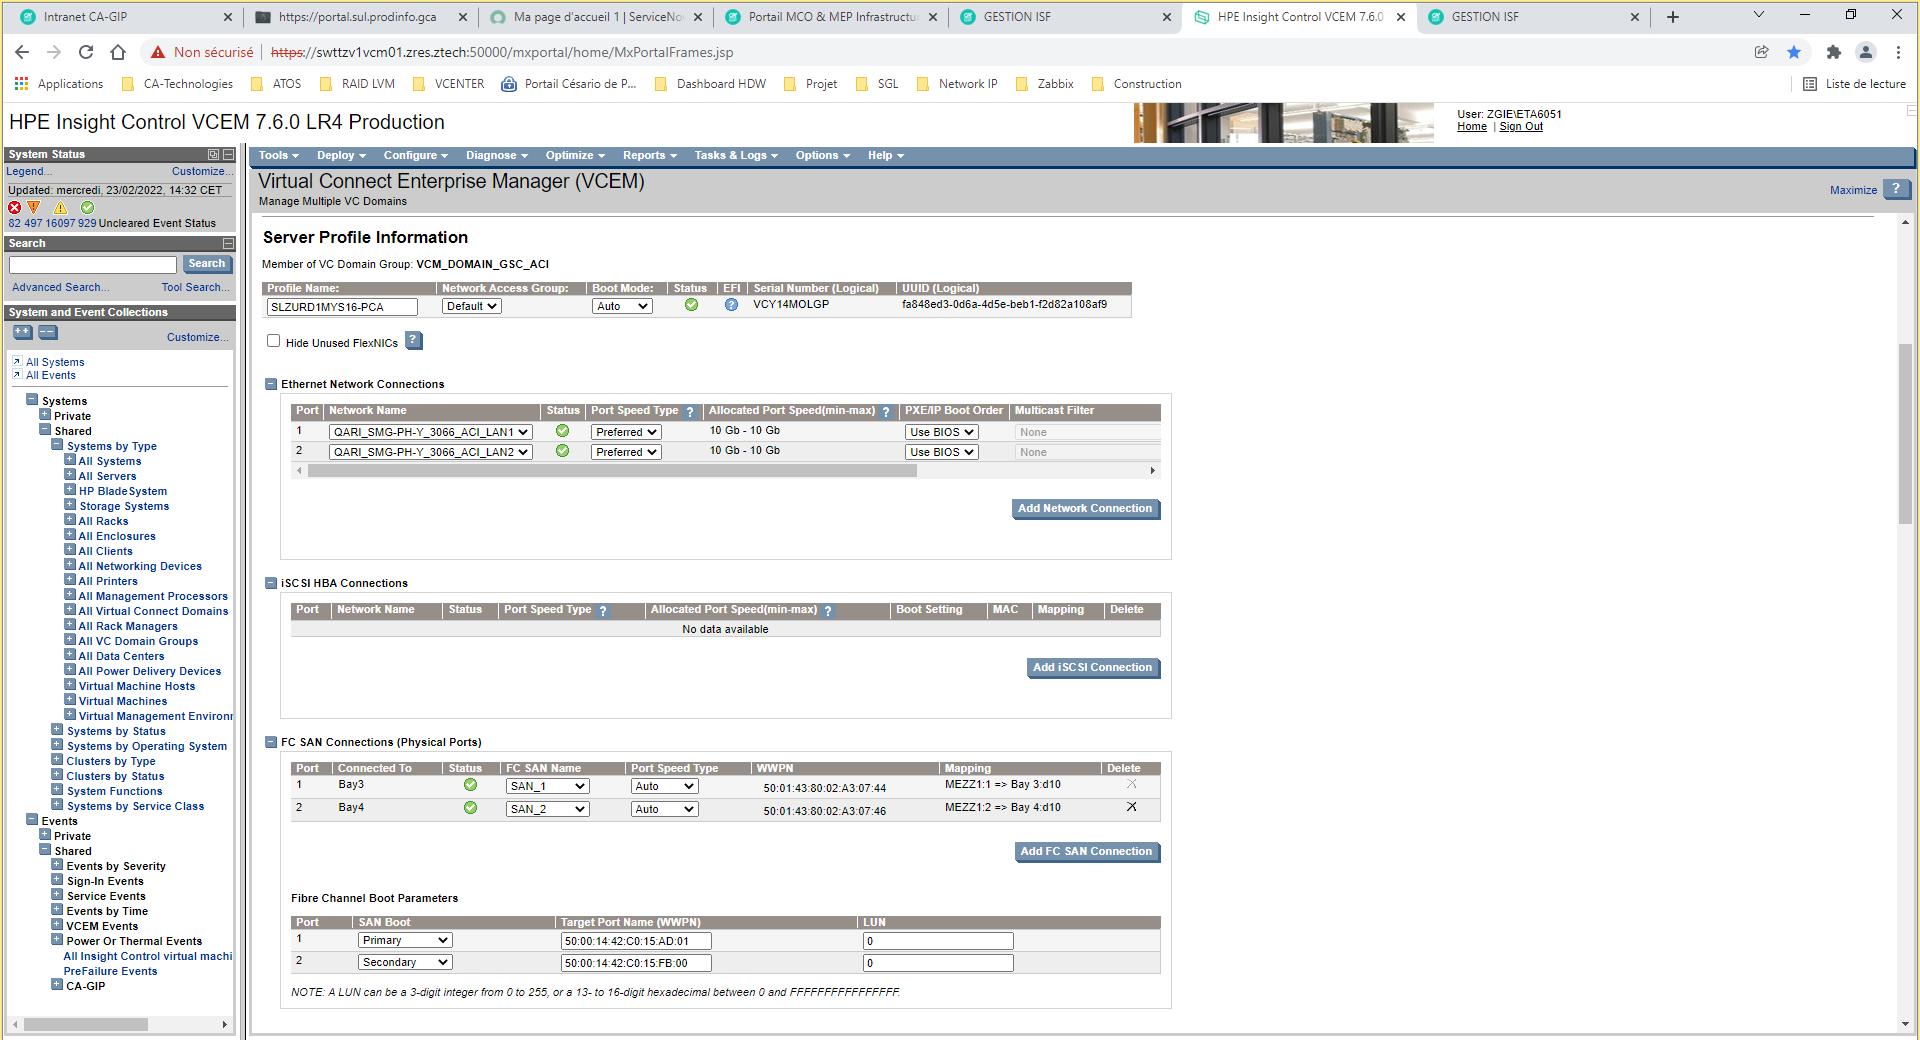 Intranet CA-GIP
https://portal.sul.prodinfo.gca
Ma page d'accueil 1 | ServiceNo
Portail MCO & MEP Infrastructu
GESTION ISF
HPE Insight Control VCEM 7.6.0
GESTION ISF
Non sécurisé
https://swttzv1vcm01.zres.ztech:50000/mxportal/home/MxPortalFrames.jsp
Applications CA-Technologies ATOS RAID LVM VCENTER Portail Césario de P... Dashboard HDW Projet SGL Network IP Zabbix Construction Liste de lecture
HPE Insight Control VCEM 7.6.0 LR4 Production
User: ZGIE\ETA6051
Home | Sign Out
System Status
Legend... Customize...
Updated: mercredi, 23/02/2022, 14:32 CET
82 497 16097 929 Uncleared Event Status
Search
Search
Advanced Search... Tool Search...
System and Event Collections
Customize...
All Systems
All Events
Systems
Private
Shared
Systems by Type
All Systems
All Servers
HP BladeSystem
Storage Systems
All Racks
All Enclosures
All Clients
All Networking Devices
All Printers
All Management Processors
All Virtual Connect Domains
All Rack Managers
All VC Domain Groups
All Data Centers
All Power Delivery Devices
Virtual Machine Hosts
Virtual Machines
Virtual Management Environr
Systems by Status
Systems by Operating System
Clusters by Type
Clusters by Status
System Functions
Systems by Service Class
Events
Private
Shared
Events by Severity
Sign-In Events
Service Events
Events by Time
VCEM Events
Power Or Thermal Events
All Insight Control virtual machi
PreFailure Events
CA-GIP
Tools Deploy Configure Diagnose Optimize Reports Tasks & Logs Options Help
Virtual Connect Enterprise Manager (VCEM)
Manage Multiple VC Domains
Maximize ?
Server Profile Information
Member of VC Domain Group: VCM_DOMAIN_GSC_ACI
Profile Name: Network Access Group: Boot Mode: Status EFI Serial Number (Logical) UUID (Logical)
SLZURD1MYS16-PCA Default Auto ? VCY14MOLGP fa848ed3-0d6a-4d5e-beb1-f2d82a108af9
Hide Unused FlexNICs ?
Ethernet Network Connections
Port Network Name Status Port Speed Type ? Allocated Port Speed(min-max) ? PXE/IP Boot Order Multicast Filter
1 QARI_SMG-PH-Y_3066_ACI_LAN1 Preferred 10 Gb - 10 Gb Use BIOS None
2 QARI_SMG-PH-Y_3066_ACI_LAN2 Preferred 10 Gb - 10 Gb Use BIOS None
Add Network Connection
iSCSI HBA Connections
Port Network Name Status Port Speed Type ? Allocated Port Speed(min-max) ? Boot Setting MAC Mapping Delete
No data available
Add iSCSI Connection
FC SAN Connections (Physical Ports)
Port Connected To Status FC SAN Name Port Speed Type WWPN Mapping Delete
1 Bay3 SAN_1 Auto 50:01:43:80:02:A3:07:44 MEZZ1:1 => Bay 3:d10
2 Bay4 SAN_2 Auto 50:01:43:80:02:A3:07:46 MEZZ1:2 => Bay 4:d10
Add FC SAN Connection
Fibre Channel Boot Parameters
Port SAN Boot Target Port Name (WWPN) LUN
1 Primary 50:00:14:42:C0:15:AD:01 0
2 Secondary 50:00:14:42:C0:15:FB:00 0
NOTE: A LUN can be a 3-digit integer from 0 to 255, or a 13- to 16-digit hexadecimal between 0 and FFFFFFFFFFFFFFFF.